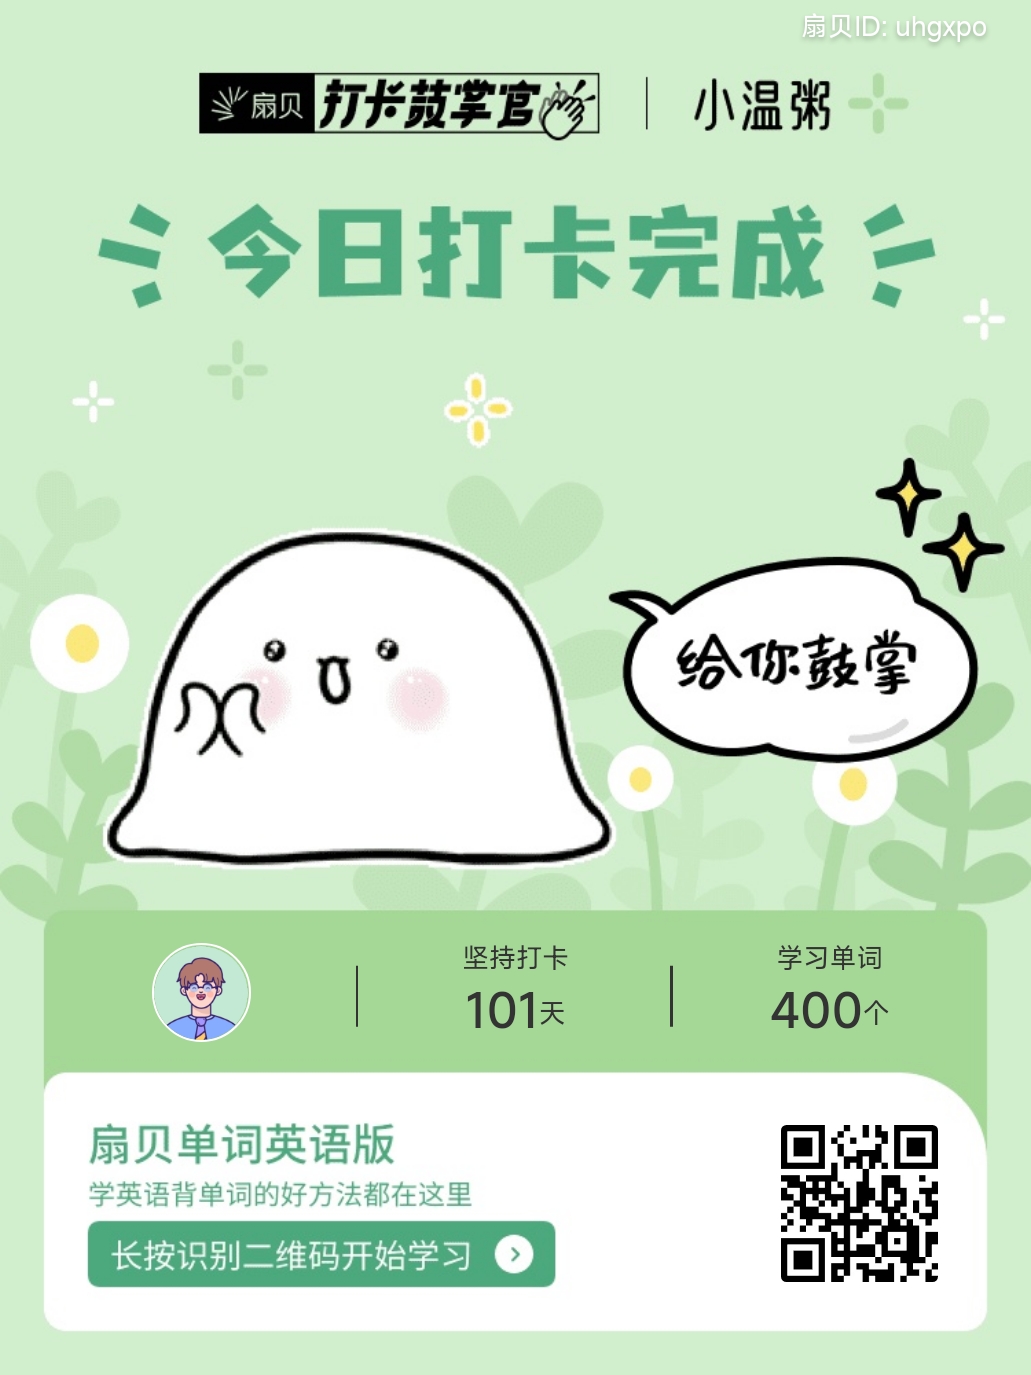 扇贝ID: uhgxpo
扇贝 打卡鼓掌官 | 小温粥
今日打卡完成
给你鼓掌
坚持打卡 学习单词
101天 400个
扇贝单词英语版
学英语背单词的好方法都在这里
长按识别二维码开始学习